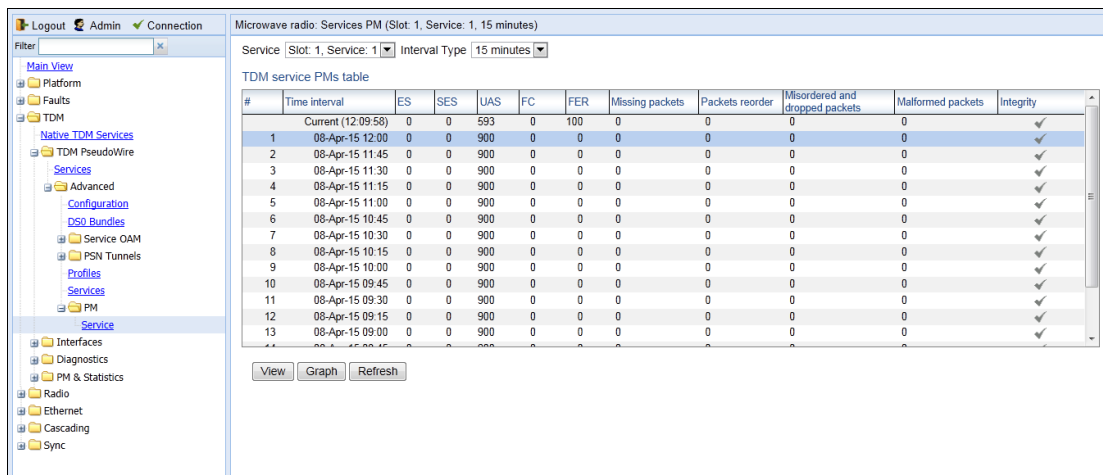 Logout Admin Connection
Filter
Main View
Platform
Faults
TDM
Native TDM Services
TDM PseudoWire
Services
Advanced
Configuration
DS0 Bundles
Service OAM
PSN Tunnels
Profiles
Services
PM
Service
Interfaces
Diagnostics
PM & Statistics
Radio
Ethernet
Cascading
Sync
Microwave radio: Services PM (Slot: 1, Service: 1, 15 minutes)
Service Slot: 1, Service: 1 Interval Type 15 minutes
TDM service PMs table
# Time interval ES SES UAS FC FER Missing packets Packets reorder Misordered and dropped packets Malformed packets Integrity
Current (12:09:58) 0 0 593 0 100 0 0 0 0
1 08-Apr-15 12:00 0 0 900 0 0 0 0 0 0
2 08-Apr-15 11:45 0 0 900 0 0 0 0 0 0
3 08-Apr-15 11:30 0 0 900 0 0 0 0 0 0
4 08-Apr-15 11:15 0 0 900 0 0 0 0 0 0
5 08-Apr-15 11:00 0 0 900 0 0 0 0 0 0
6 08-Apr-15 10:45 0 0 900 0 0 0 0 0 0
7 08-Apr-15 10:30 0 0 900 0 0 0 0 0 0
8 08-Apr-15 10:15 0 0 900 0 0 0 0 0 0
9 08-Apr-15 10:00 0 0 900 0 0 0 0 0 0
10 08-Apr-15 09:45 0 0 900 0 0 0 0 0 0
11 08-Apr-15 09:30 0 0 900 0 0 0 0 0 0
12 08-Apr-15 09:15 0 0 900 0 0 0 0 0 0
13 08-Apr-15 09:00 0 0 900 0 0 0 0 0 0
View Graph Refresh